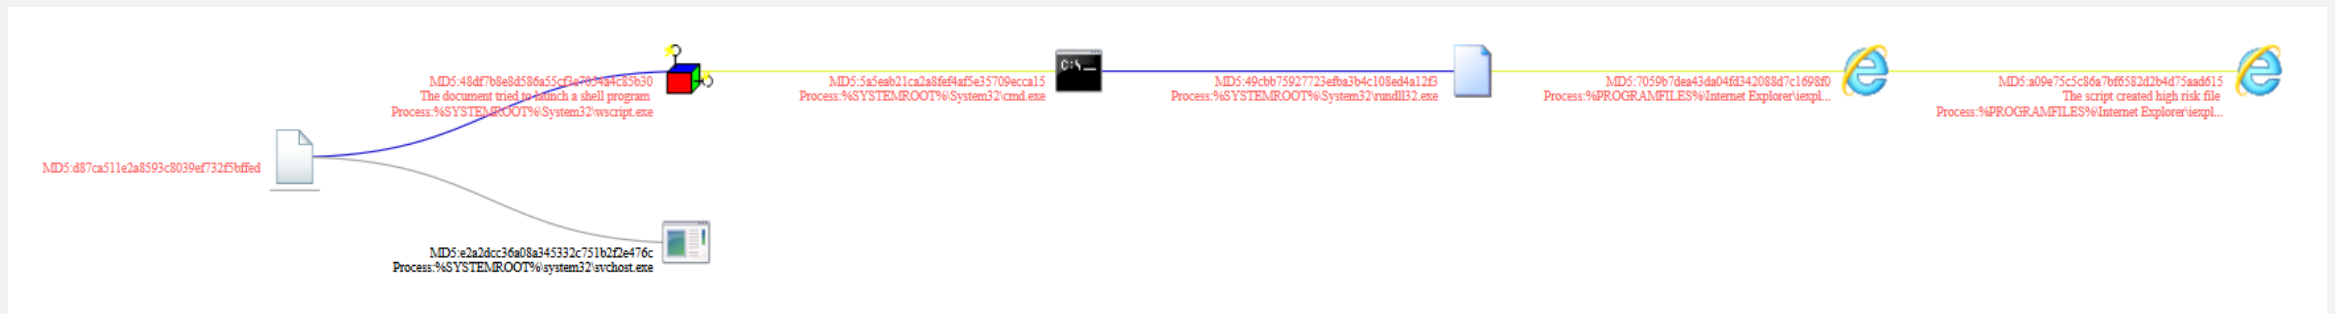 MD5:48df7b8e8d586a55cf3e7034a4c85b30
The document tried to launch a shell program
Process:%SYSTEMROOT%\System32\wscript.exe
MD5:5a5eab21ca2a8fef4af5e35709ecca15
Process:%SYSTEMROOT%\System32\cmd.exe
C:\_
MD5:49cbb75927723efba3b4c108ed4a12f3
Process:%SYSTEMROOT%\System32\rundll32.exe
MD5:7059b7dea43da04fd342088d7c1698f0
Process:%PROGRAMFILES%\Internet Explorer\iexpl...
MD5:a09e75c5c86a7bff6582d2b4d75aad615
The script created high risk file
Process:%PROGRAMFILES%\Internet Explorer\iexpl...
MD5:d87ca511e2a8593c8039ef732f5bffed
MD5:e2a2dcc36a08a345332c751b2f2e476c
Process:%SYSTEMROOT%\system32\svchost.exe